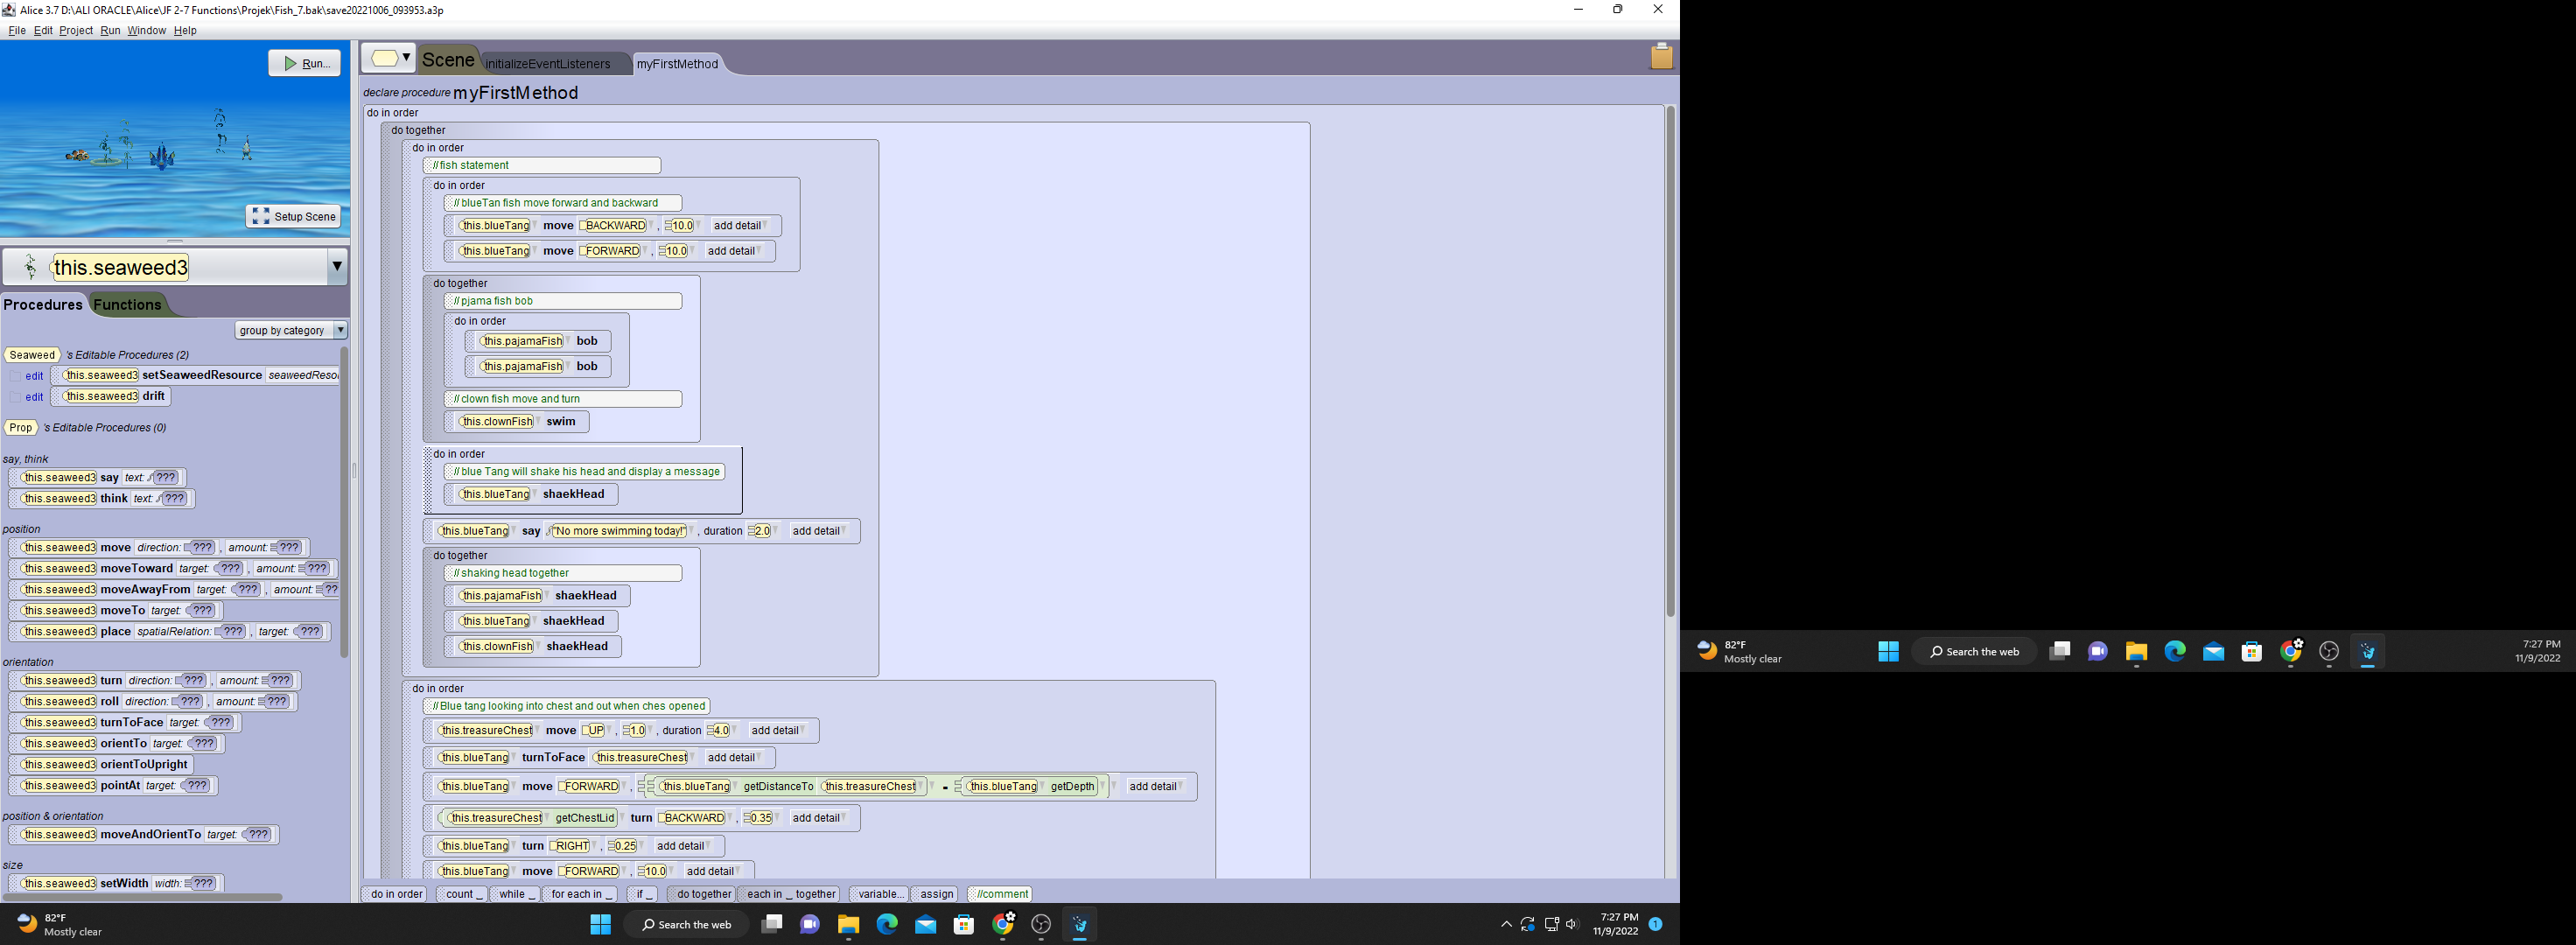 Alice 3.7 D:\ALI ORACLE\Alice\JF 2-7 Functions\Projek\Fish_7.bak\save20221006_093953.a3p
File Edit Project Run Window Help
Run...
Setup Scene
this.seaweed3
Procedures Functions
group by category
Seaweed 's Editable Procedures (2)
edit this.seaweed3 setSeaweedResource
edit this.seaweed3 drift
Prop 's Editable Procedures (0)
say, think
this.seaweed3 say text: ???
this.seaweed3 think text: ???
position
this.seaweed3 move direction: ??? , amount: ???
this.seaweed3 moveToward target: ??? , amount: ???
this.seaweed3 moveAwayFrom target: ??? , amount: ??
this.seaweed3 moveTo target: ???
this.seaweed3 place spatialRelation: ??? , target: ???
orientation
this.seaweed3 turn direction: ??? , amount: ???
this.seaweed3 roll direction: ??? , amount: ???
this.seaweed3 turnToFace target: ???
this.seaweed3 orientTo target: ???
this.seaweed3 orientToUpright
this.seaweed3 pointAt target: ???
position & orientation
this.seaweed3 moveAndOrientTo target: ???
size
this.seaweed3 setWidth width: ???
Scene initializeEventListeners myFirstMethod
declare procedure myFirstMethod
do in order
do together
do in order
//fish statement
do in order
// blueTan fish move forward and backward
this.blueTang move BACKWARD , 10.0 add detail
this.blueTang move FORWARD , 10.0 add detail
do together
// pjama fish bob
do in order
this.pajamaFish bob
this.pajamaFish bob
// clown fish move and turn
this.clownFish swim
do in order
// blue Tang will shake his head and display a message
this.blueTang shaekHead
this.blueTang say "No more swimming today!" , duration 2.0 add detail
do together
// shaking head together
this.pajamaFish shaekHead
this.blueTang shaekHead
this.clownFish shaekHead
do in order
//Blue tang looking into chest and out when ches opened
this.treasureChest move UP , 1.0 , duration 4.0 add detail
this.blueTang turnToFace this.treasureChest add detail
this.blueTang move FORWARD , this.blueTang getDistanceTo this.treasureChest - this.blueTang getDepth add detail
this.treasureChest getChestLid turn BACKWARD , 0.35 add detail
this.blueTang turn RIGHT , 0.25 add detail
this.blueTang move FORWARD , 10.0 add detail
do in order count _ while _ for each in _ if _ do together each in _ together variable... assign //comment
82°F
Mostly clear
Search the web
7:27 PM
11/9/2022
1
82°F
Mostly clear
Search the web
7:27 PM
11/9/2022